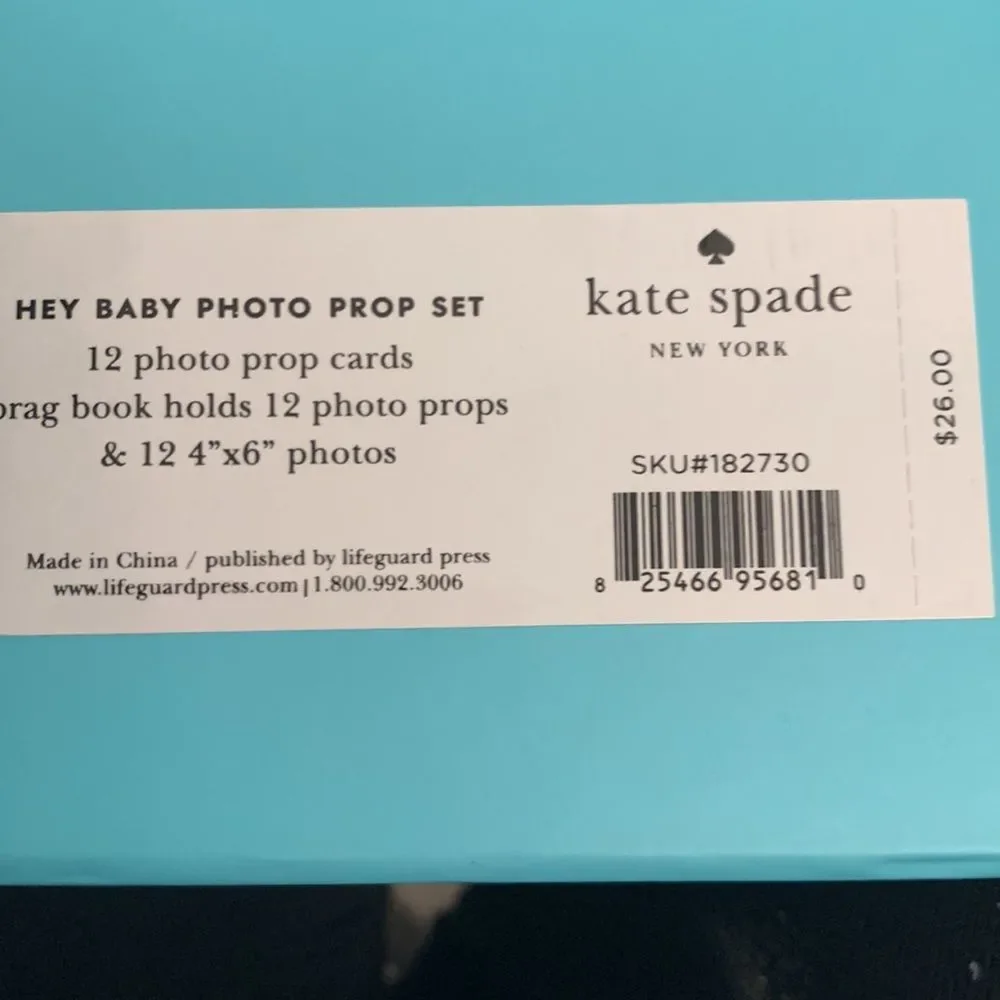 HEY BABY PHOTO PROP SET
12 photo prop cards
brag book holds 12 photo props
& 12 4"x6" photos
Made in China / published by lifeguard press
www.lifeguardpress.com | 1.800.992.3006
kate spade
NEW YORK
SKU#182730
8 25466 95681 0
$26.00